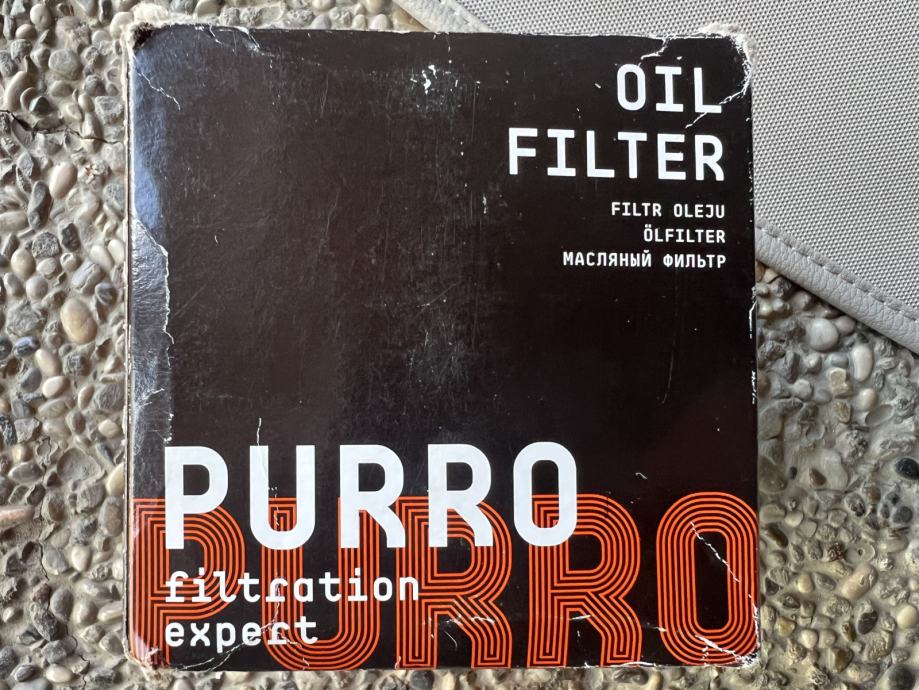 OIL
FILTER
FILTR OLEJU
ÖLFILTER
МАСЛЯНЫЙ ФИЛЬТР
PURRO
PURRO
filtration
expert